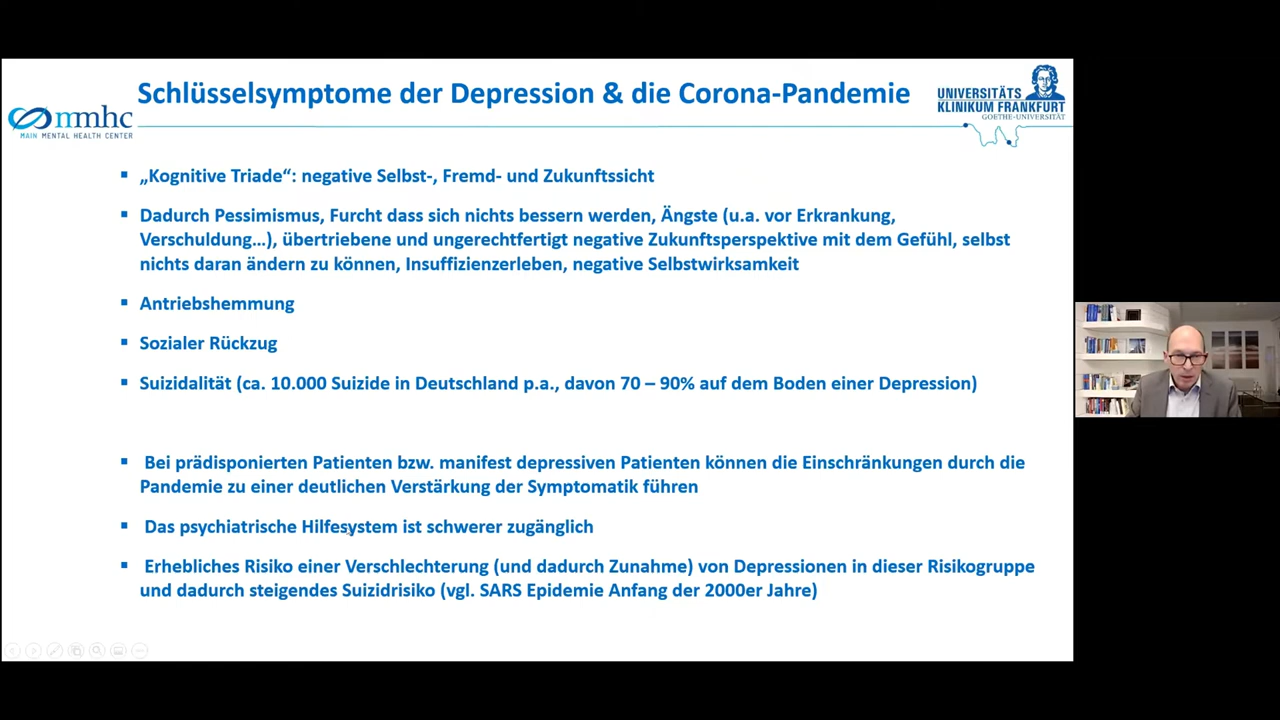 Schlüsselsymptome der Depression & die Corona-Pandemie
mmhc
MAIN MENTAL HEALTH CENTER
UNIVERSITÄTS
KLINIKUM FRANKFURT
GOETHE-UNIVERSITÄT
▪ „Kognitive Triade“: negative Selbst-, Fremd- und Zukunftssicht
▪ Dadurch Pessimismus, Furcht dass sich nichts bessern werden, Ängste (u.a. vor Erkrankung,
Verschuldung…), übertriebene und ungerechtfertigt negative Zukunftsperspektive mit dem Gefühl, selbst
nichts daran ändern zu können, Insuffizienzerleben, negative Selbstwirksamkeit
▪ Antriebshemmung
▪ Sozialer Rückzug
▪ Suizidalität (ca. 10.000 Suizide in Deutschland p.a., davon 70 – 90% auf dem Boden einer Depression)
▪ Bei prädisponierten Patienten bzw. manifest depressiven Patienten können die Einschränkungen durch die
Pandemie zu einer deutlichen Verstärkung der Symptomatik führen
▪ Das psychiatrische Hilfesystem ist schwerer zugänglich
▪ Erhebliches Risiko einer Verschlechterung (und dadurch Zunahme) von Depressionen in dieser Risikogruppe
und dadurch steigendes Suizidrisiko (vgl. SARS Epidemie Anfang der 2000er Jahre)